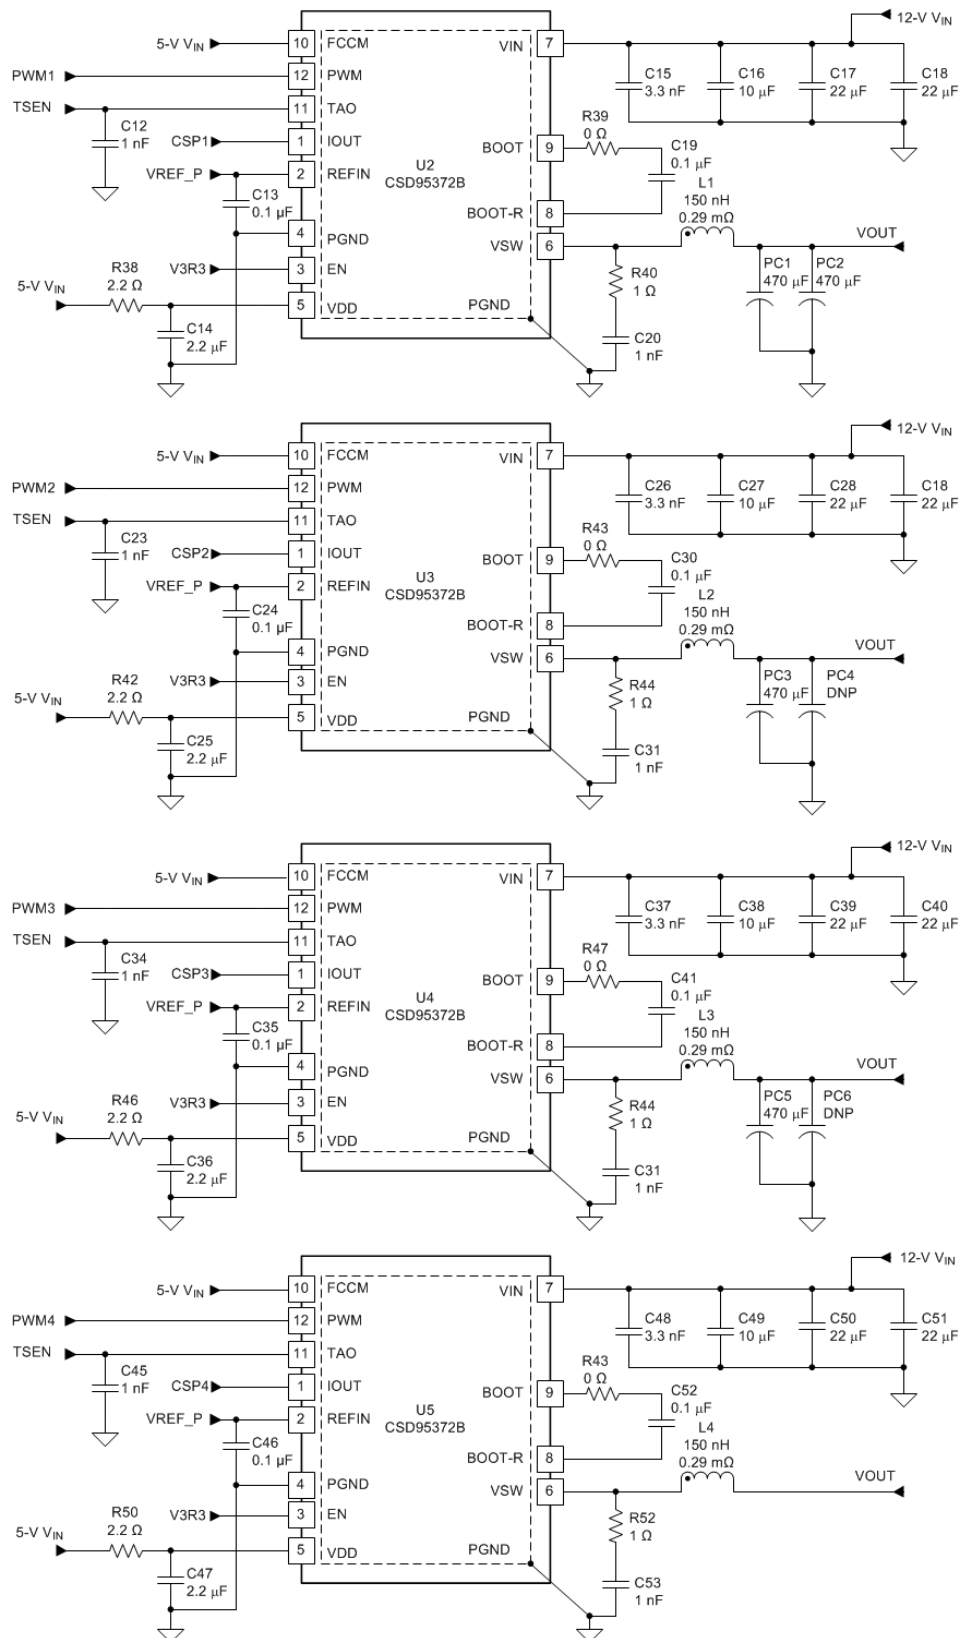 12-V VIN
5-V VIN
10
FCCM
VIN
7
PWM1
12
PWM
C15
3.3 nF
C16
10 µF
C17
22 µF
C18
22 µF
TSEN
11
TAO
C12
1 nF
CSP1
1
IOUT
BOOT
9
R39
0 Ω
C19
0.1 µF
VREF_P
2
REFIN
U2
CSD95372B
L1
150 nH
0.29 mΩ
C13
0.1 µF
BOOT-R
8
4
PGND
VSW
6
VOUT
V3R3
3
EN
R38
2.2 Ω
5-V VIN
5
VDD
PGND
R40
1 Ω
PC1
470 µF
PC2
470 µF
C14
2.2 µF
C20
1 nF
12-V VIN
5-V VIN
10
FCCM
VIN
7
PWM2
12
PWM
C26
3.3 nF
C27
10 µF
C28
22 µF
C18
22 µF
TSEN
11
TAO
C23
1 nF
CSP2
1
IOUT
BOOT
9
R43
0 Ω
C30
0.1 µF
VREF_P
2
REFIN
U3
CSD95372B
L2
150 nH
0.29 mΩ
C24
0.1 µF
BOOT-R
8
4
PGND
VSW
6
VOUT
V3R3
3
EN
R42
2.2 Ω
5-V VIN
5
VDD
PGND
R44
1 Ω
PC3
470 µF
PC4
DNP
C25
2.2 µF
C31
1 nF
12-V VIN
5-V VIN
10
FCCM
VIN
7
PWM3
12
PWM
C37
3.3 nF
C38
10 µF
C39
22 µF
C40
22 µF
TSEN
11
TAO
C34
1 nF
CSP3
1
IOUT
BOOT
9
R47
0 Ω
C41
0.1 µF
VREF_P
2
REFIN
U4
CSD95372B
L3
150 nH
0.29 mΩ
C35
0.1 µF
BOOT-R
8
4
PGND
VSW
6
VOUT
V3R3
3
EN
R46
2.2 Ω
5-V VIN
5
VDD
PGND
R44
1 Ω
PC5
470 µF
PC6
DNP
C36
2.2 µF
C31
1 nF
12-V VIN
5-V VIN
10
FCCM
VIN
7
PWM4
12
PWM
C48
3.3 nF
C49
10 µF
C50
22 µF
C51
22 µF
TSEN
11
TAO
C45
1 nF
CSP4
1
IOUT
BOOT
9
R43
0 Ω
C52
0.1 µF
VREF_P
2
REFIN
U5
CSD95372B
L4
150 nH
0.29 mΩ
C46
0.1 µF
BOOT-R
8
4
PGND
VSW
6
VOUT
V3R3
3
EN
R50
2.2 Ω
5-V VIN
5
VDD
PGND
R52
1 Ω
C47
2.2 µF
C53
1 nF